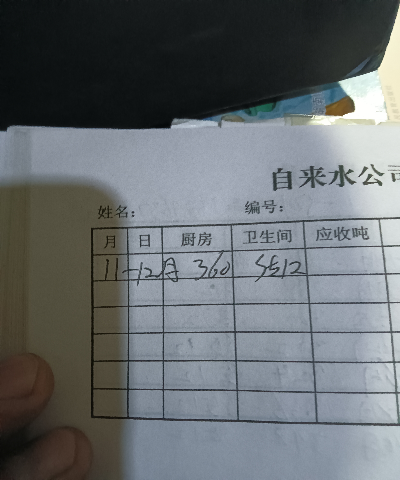 自来水公司
姓名： 编号：
月 日 厨房 卫生间 应收吨
11-12月 360 5512